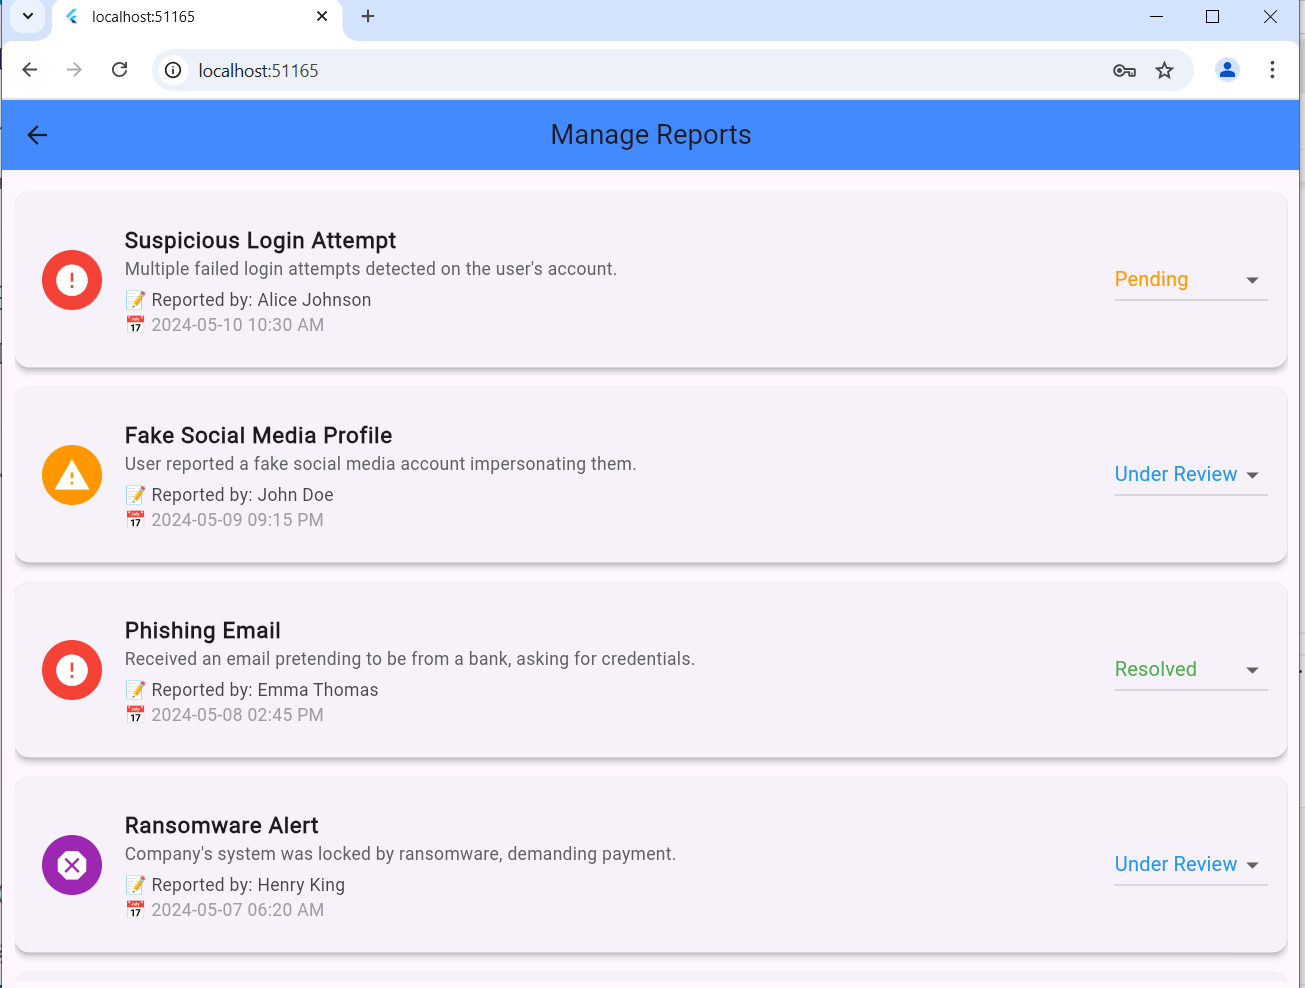 localhost:51165
localhost:51165
Manage Reports
Suspicious Login Attempt
Multiple failed login attempts detected on the user's account.
📝 Reported by: Alice Johnson
📅 2024-05-10 10:30 AM
Pending
Fake Social Media Profile
User reported a fake social media account impersonating them.
📝 Reported by: John Doe
📅 2024-05-09 09:15 PM
Under Review
Phishing Email
Received an email pretending to be from a bank, asking for credentials.
📝 Reported by: Emma Thomas
📅 2024-05-08 02:45 PM
Resolved
Ransomware Alert
Company's system was locked by ransomware, demanding payment.
📝 Reported by: Henry King
📅 2024-05-07 06:20 AM
Under Review